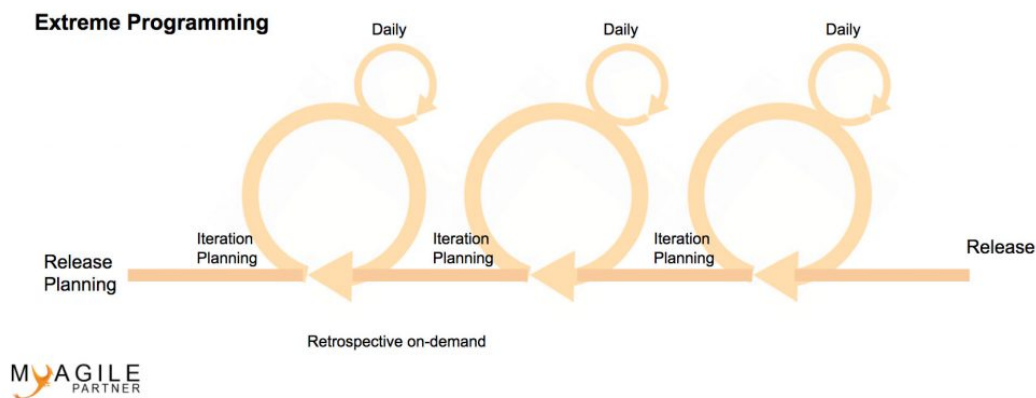 Extreme Programming
Daily
Daily
Daily
Iteration
Planning
Iteration
Planning
Iteration
Planning
Release
Planning
Release
Retrospective on-demand
MyAGILE
PARTNER